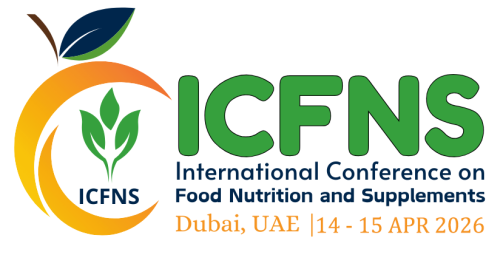 ICFNS
ICFNS
International Conference on
Food Nutrition and Supplements
Dubai, UAE |14 - 15 APR 2026